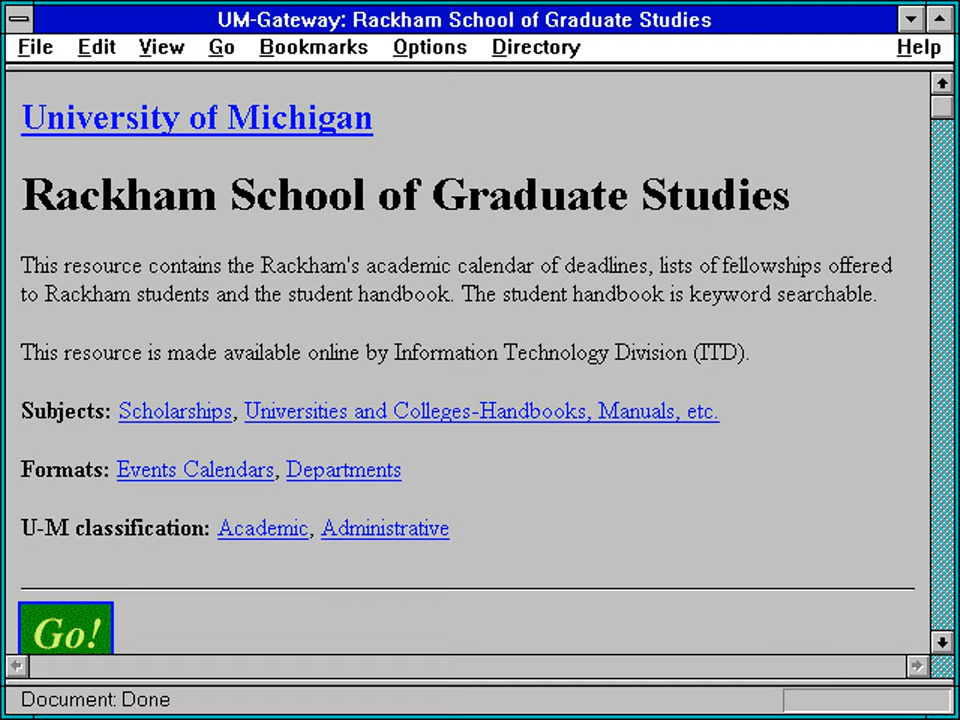 UM-Gateway: Rackham School of Graduate Studies
File Edit View Go Bookmarks Options Directory Help
University of Michigan
Rackham School of Graduate Studies
This resource contains the Rackham's academic calendar of deadlines, lists of fellowships offered
to Rackham students and the student handbook. The student handbook is keyword searchable.
This resource is made available online by Information Technology Division (ITD).
Subjects: Scholarships, Universities and Colleges-Handbooks, Manuals, etc.
Formats: Events Calendars, Departments
U-M classification: Academic, Administrative
Go!
Document: Done